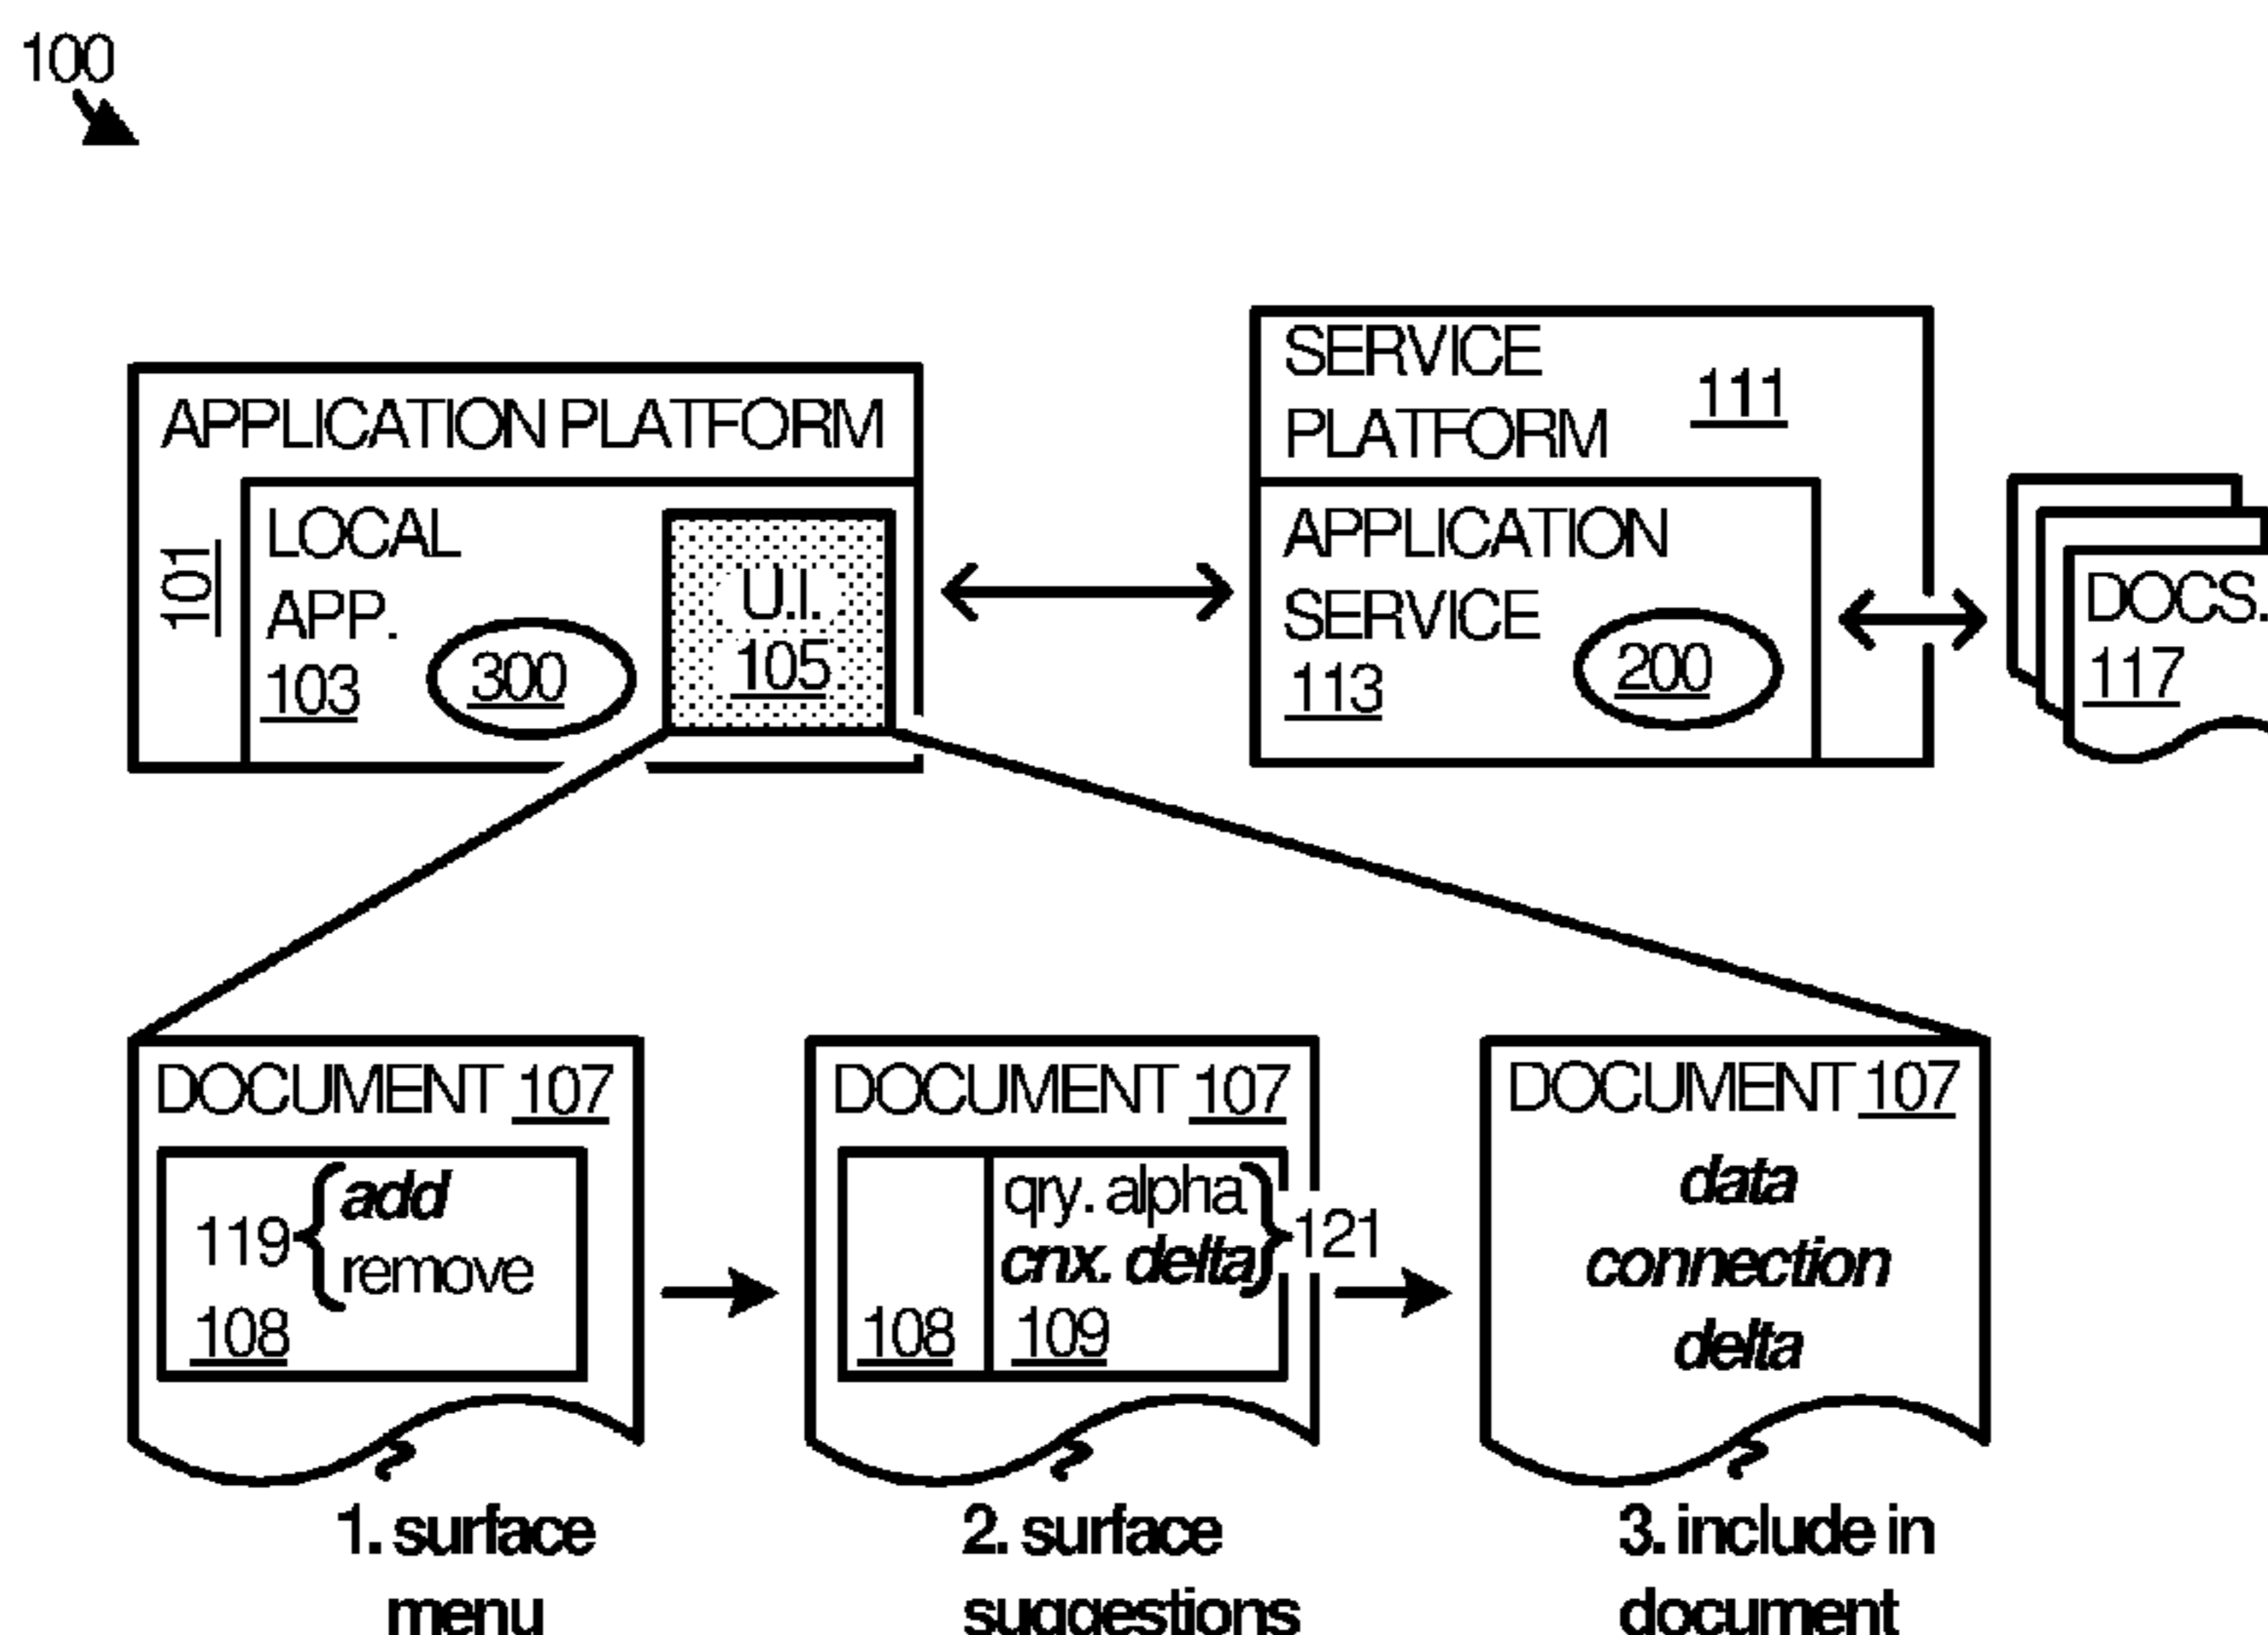 100
APPLICATION PLATFORM
101
LOCAL
APP.
103
300
U.I.
105
SERVICE
PLATFORM
111
APPLICATION
SERVICE
113
200
DOCS.
117
DOCUMENT 107
119 add
remove
108
1. surface
menu
DOCUMENT 107
qry. alpha
cnx. delta
121
108
109
2. surface
suggestions
DOCUMENT 107
data
connection
delta
3. include in
document